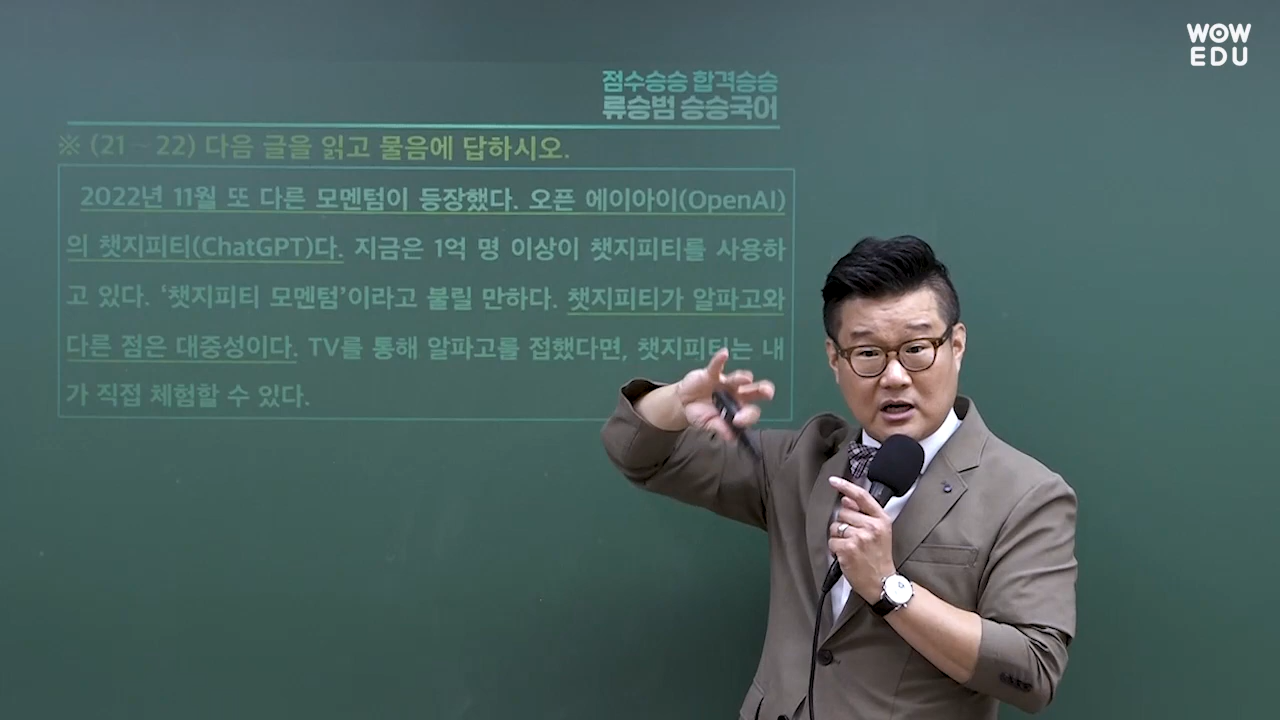 WOW
EDU
점수승승 합격승승
류승범 승승국어
※ (21 ~ 22) 다음 글을 읽고 물음에 답하시오.
2022년 11월 또 다른 모멘텀이 등장했다. 오픈 에이아이(OpenAI)
의 챗지피티(ChatGPT)다. 지금은 1억 명 이상이 챗지피티를 사용하
고 있다. ‘챗지피티 모멘텀’이라고 불릴 만하다. 챗지피티가 알파고와
다른 점은 대중성이다. TV를 통해 알파고를 접했다면, 챗지피티는 내
가 직접 체험할 수 있다.